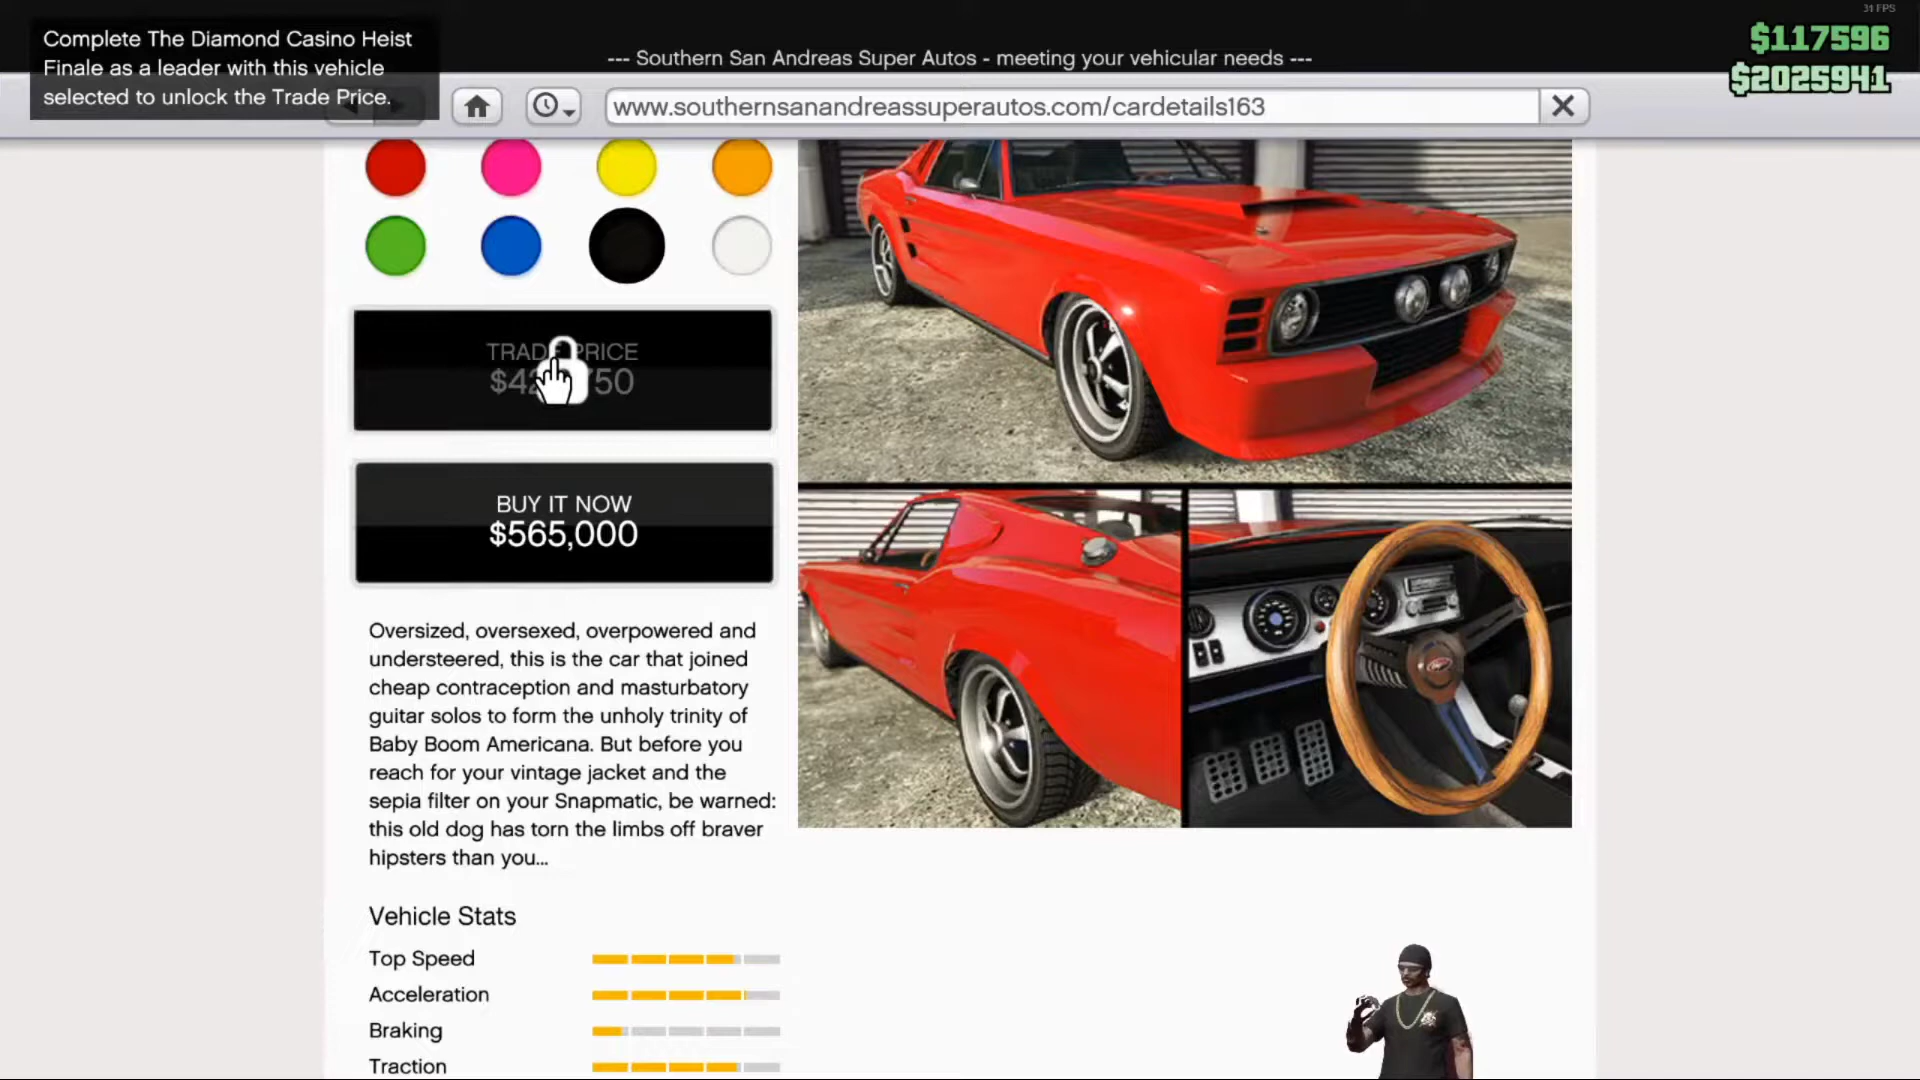 31 FPS
$117596
$2025941
Complete The Diamond Casino Heist
Finale as a leader with this vehicle
selected to unlock the Trade Price.
--- Southern San Andreas Super Autos - meeting your vehicular needs ---
www.southernsanandreassuperautos.com/cardetails163
TRADE PRICE
BUY IT NOW
$565,000
Oversized, oversexed, overpowered and
understeered, this is the car that joined
cheap contraception and masturbatory
guitar solos to form the unholy trinity of
Baby Boom Americana. But before you
reach for your vintage jacket and the
sepia filter on your Snapmatic, be warned:
this old dog has torn the limbs off braver
hipsters than you...
Vehicle Stats
Top Speed
Acceleration
Braking
Traction